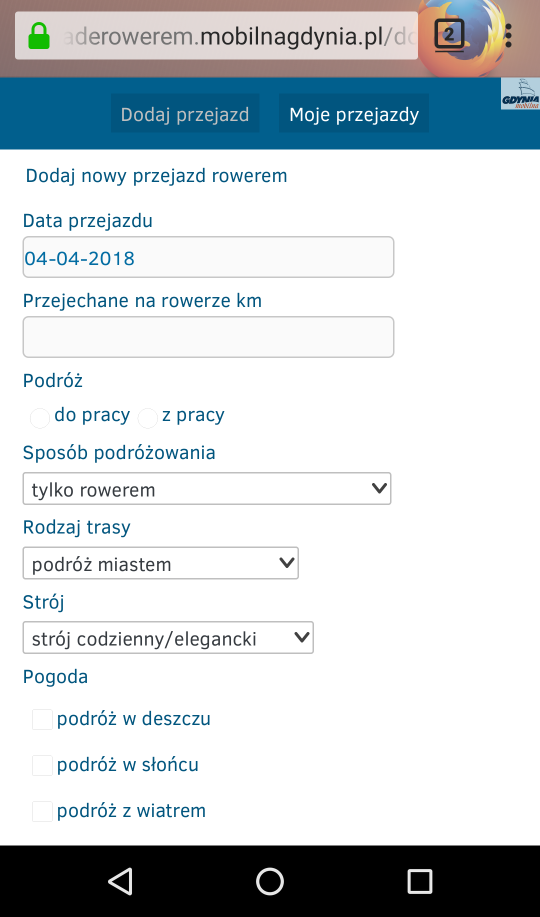 aderowerem.mobilnagdynia.pl/do
2
GDYNIA
mobilna
Dodaj przejazd Moje przejazdy
Dodaj nowy przejazd rowerem
Data przejazdu
04-04-2018
Przejechane na rowerze km
Podróż
do pracy z pracy
Sposób podróżowania
tylko rowerem
Rodzaj trasy
podróż miastem
Strój
strój codzienny/elegancki
Pogoda
podróż w deszczu
podróż w słońcu
podróż z wiatrem